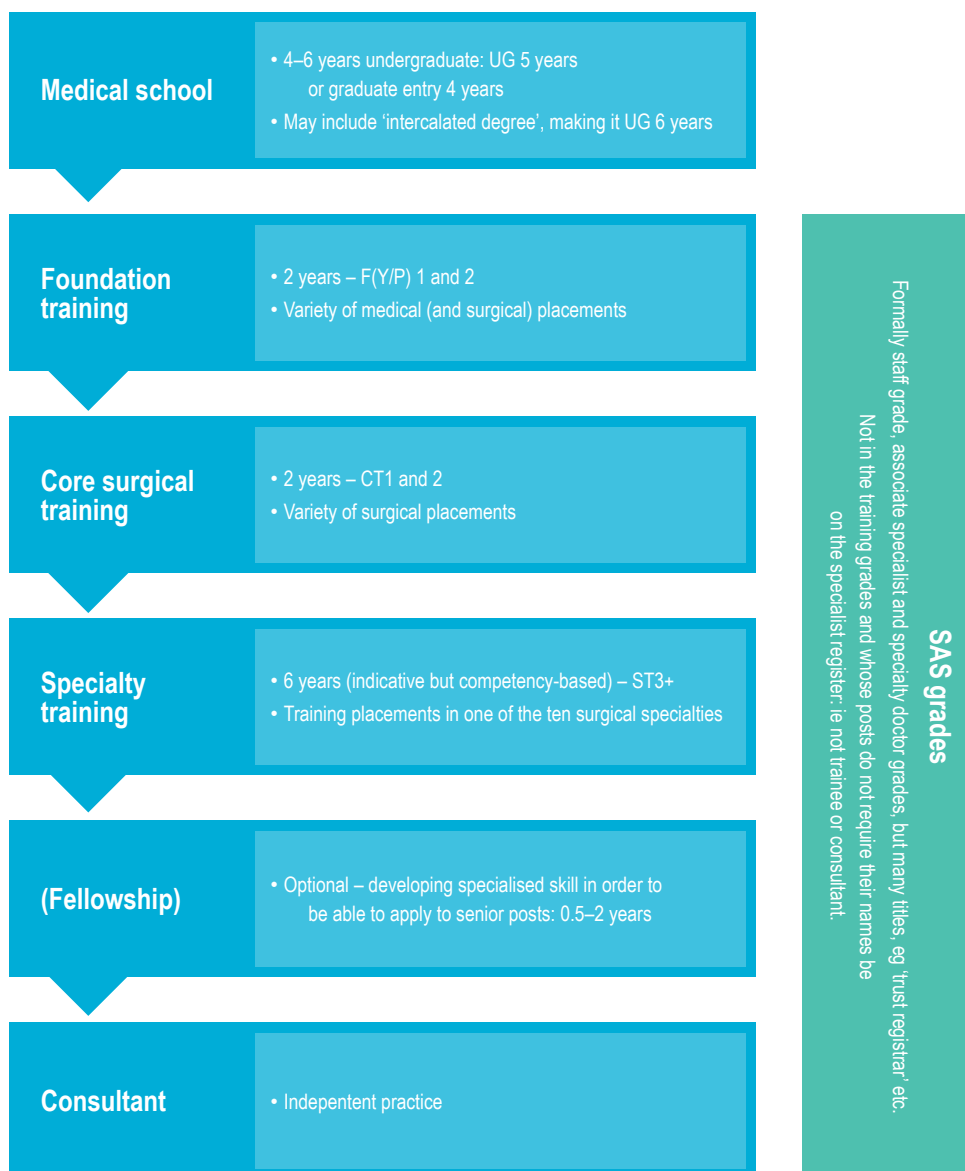 Medical school
• 4–6 years undergraduate: UG 5 years
or graduate entry 4 years
• May include ‘intercalated degree’, making it UG 6 years
Foundation
training
• 2 years – F(Y/P) 1 and 2
• Variety of medical (and surgical) placements
Core surgical
training
• 2 years – CT1 and 2
• Variety of surgical placements
Specialty
training
• 6 years (indicative but competency-based) – ST3+
• Training placements in one of the ten surgical specialties
(Fellowship)
• Optional – developing specialised skill in order to
be able to apply to senior posts: 0.5–2 years
Consultant
• Indepentent practice
SAS grades
Formally staff grade, associate specialist and specialty doctor grades, but many titles, eg ‘trust registrar’ etc.
Not in the training grades and whose posts do not require their names be
on the specialist register: ie not trainee or consultant.